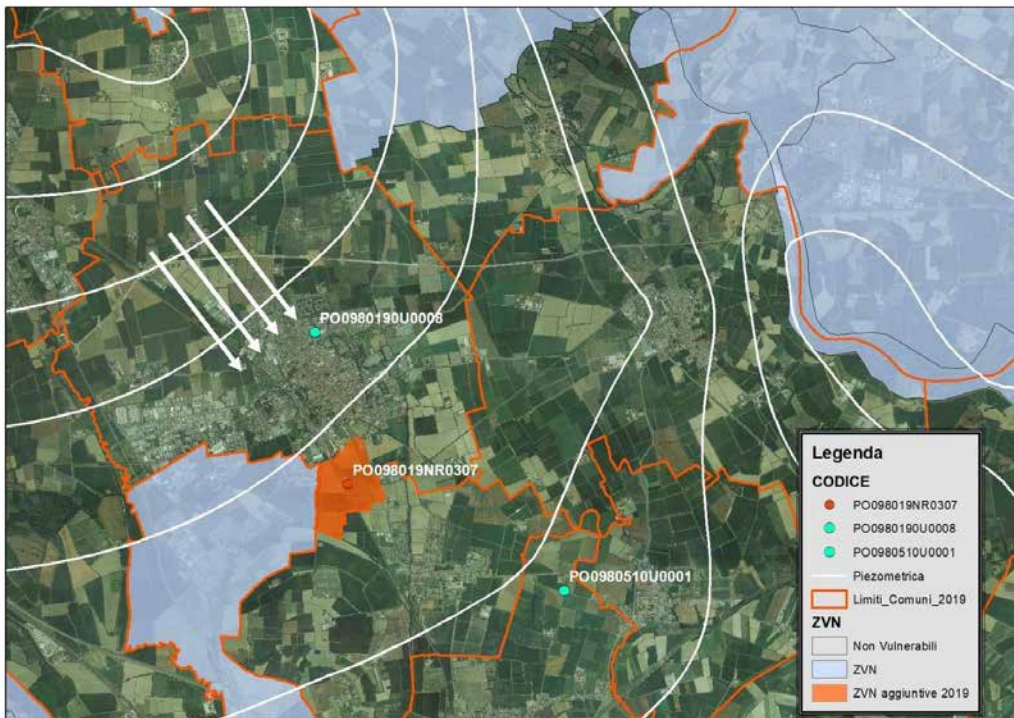 PO0980190U0008
PO098019NR0307
PO0980510U0001
Legenda
CODICE
PO098019NR0307
PO0980190U0008
PO0980510U0001
Piezometrica
Limiti_Comuni_2019
ZVN
Non Vulnerabili
ZVN
ZVN aggiuntive 2019